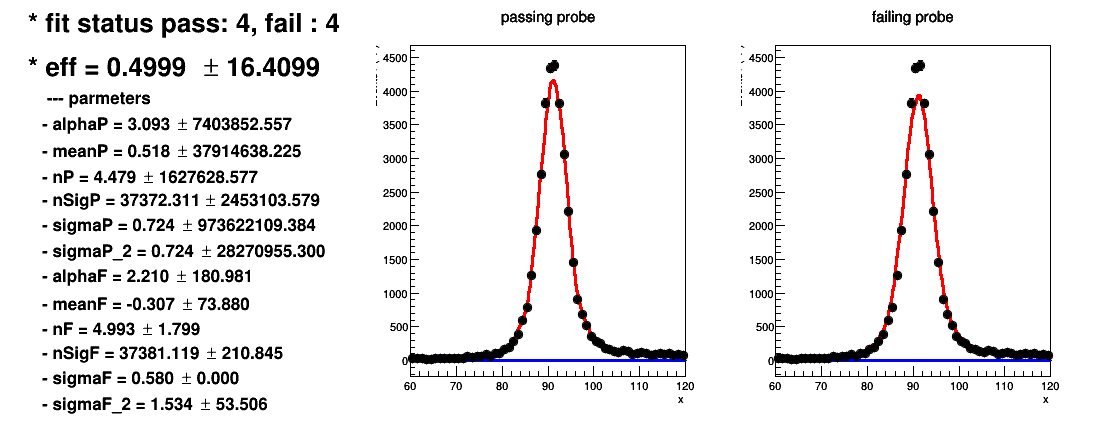 * fit status pass: 4, fail : 4
* eff = 0.4999 ± 16.4099
--- parmeters
- alphaP = 3.093 ± 7403852.557
- meanP = 0.518 ± 37914638.225
- nP = 4.479 ± 1627628.577
- nSigP = 37372.311 ± 2453103.579
- sigmaP = 0.724 ± 973622109.384
- sigmaP_2 = 0.724 ± 28270955.300
- alphaF = 2.210 ± 180.981
- meanF = -0.307 ± 73.880
- nF = 4.993 ± 1.799
- nSigF = 37381.119 ± 210.845
- sigmaF = 0.580 ± 0.000
- sigmaF_2 = 1.534 ± 53.506
passing probe
4500
4000
3500
3000
2500
2000
1500
1000
500
0
60 70 80 90 100 110 120
x
failing probe
4500
4000
3500
3000
2500
2000
1500
1000
500
0
60 70 80 90 100 110 120
x